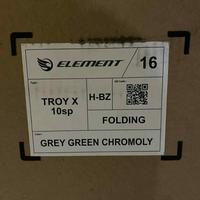 ELEMENT
16
TROY X
10sp
H-BZ
FOLDING
GREY GREEN CHROMOLY